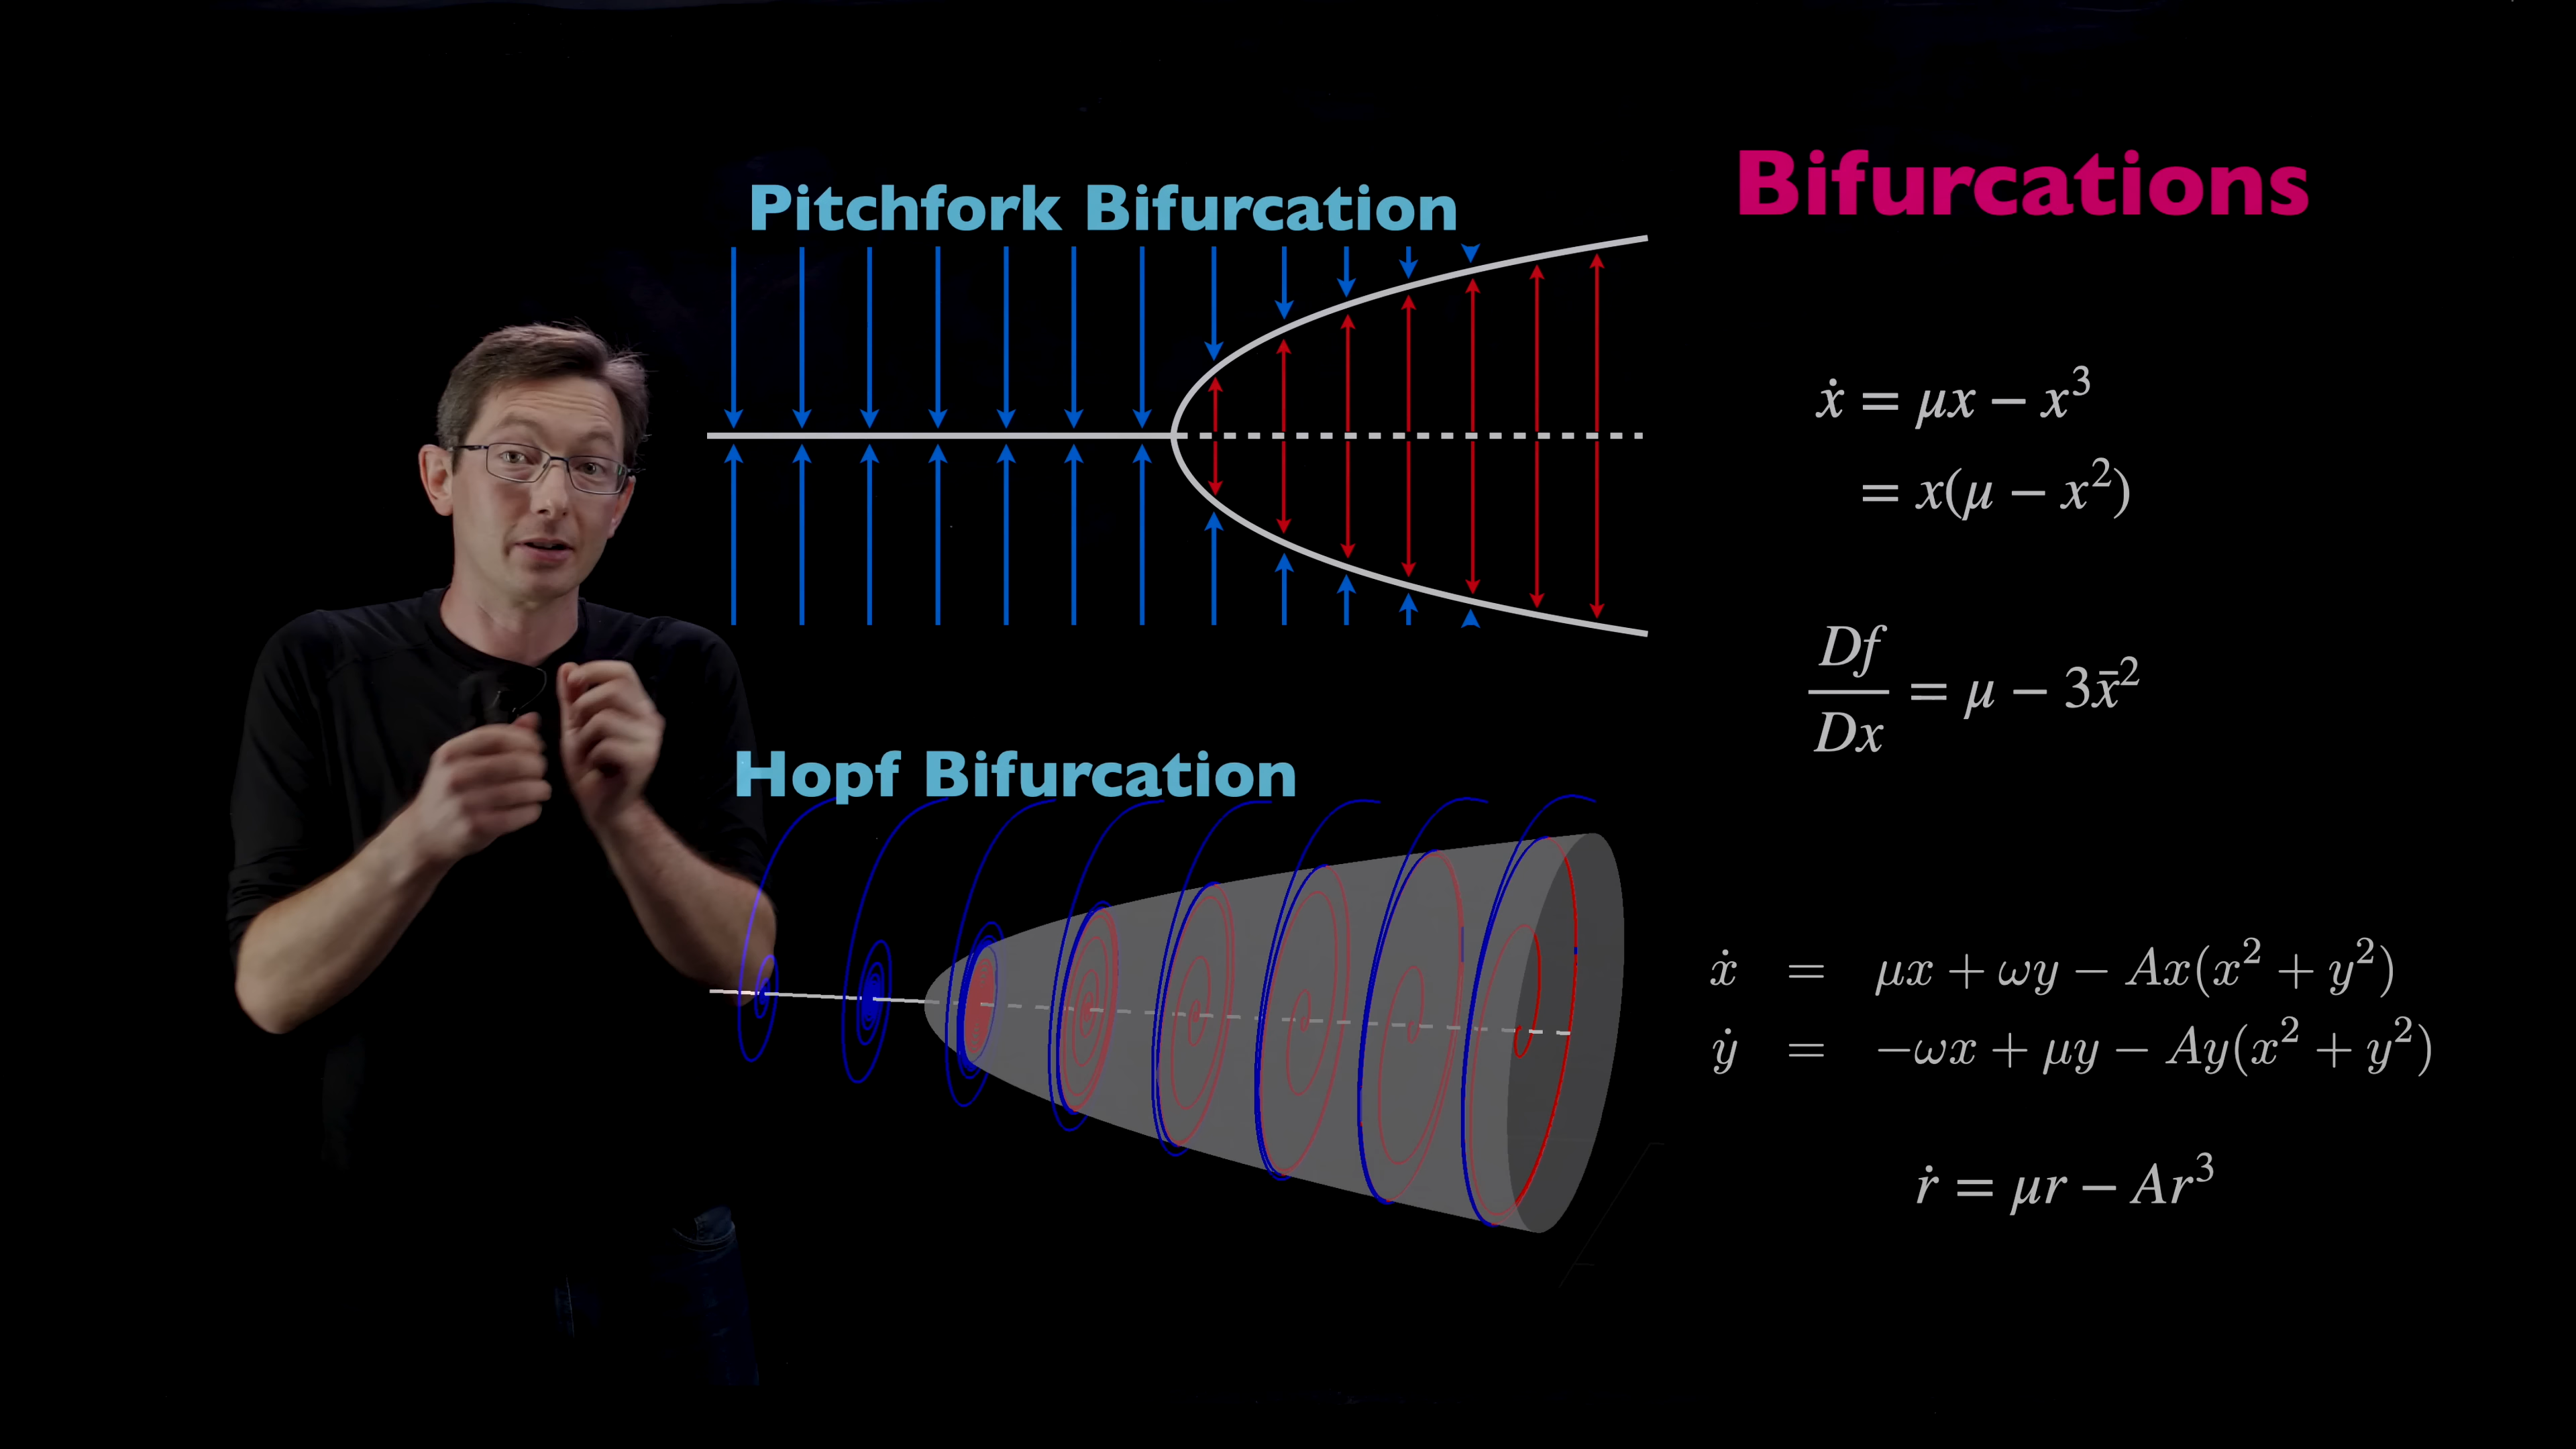 Bifurcations
Pitchfork Bifurcation
ẋ = μx − x³
= x(μ − x²)
Df/Dx = μ − 3x̄²
Hopf Bifurcation
ẋ = μx + ωy − Ax(x² + y²)
ẏ = −ωx + μy − Ay(x² + y²)
ṙ = μr − Ar³